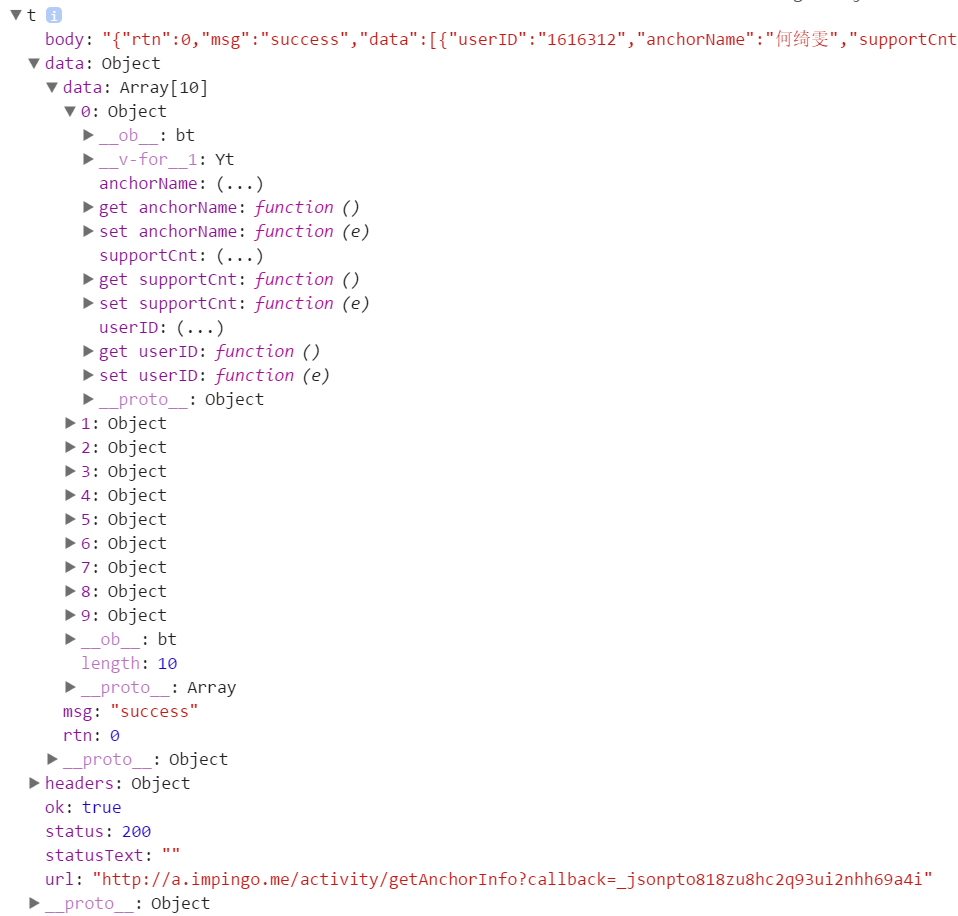 t i
body: "{"rtn":0,"msg":"success","data":[{"userID":"1616312","anchorName":"何绮雯","supportCnt
data: Object
data: Array[10]
0: Object
__ob__: bt
__v-for__1: Yt
anchorName: (...)
get anchorName: function ()
set anchorName: function (e)
supportCnt: (...)
get supportCnt: function ()
set supportCnt: function (e)
userID: (...)
get userID: function ()
set userID: function (e)
__proto__: Object
1: Object
2: Object
3: Object
4: Object
5: Object
6: Object
7: Object
8: Object
9: Object
__ob__: bt
length: 10
__proto__: Array
msg: "success"
rtn: 0
__proto__: Object
headers: Object
ok: true
status: 200
statusText: ""
url: "http://a.impingo.me/activity/getAnchorInfo?callback=_jsonpto818zu8hc2q93ui2nhh69a4i"
__proto__: Object